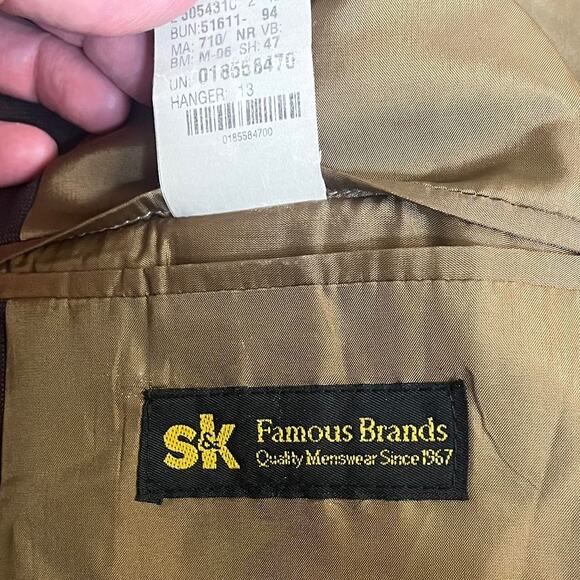 BUN:51611- 94
MA: 710/ NR VB:
BM: M-06 SH: 47
UN: 018558470
HANGER: 13
0185584700
s&k Famous Brands
Quality Menswear Since 1967